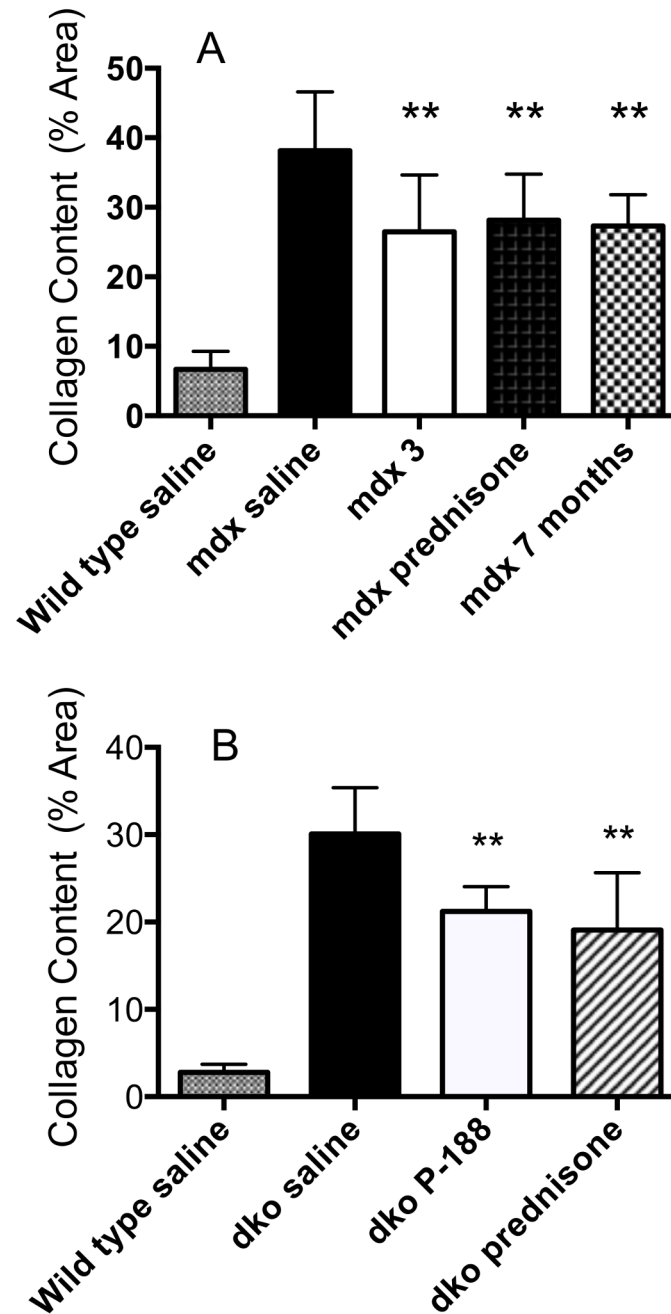 A
Collagen Content (% Area)
50
40
30
20
10
0
** ** **
Wild type saline
mdx saline
mdx 3
mdx prednisone
mdx 7 months
B
Collagen Content (% Area)
40
30
20
10
0
** **
Wild type saline
dko saline
dko P-188
dko prednisone